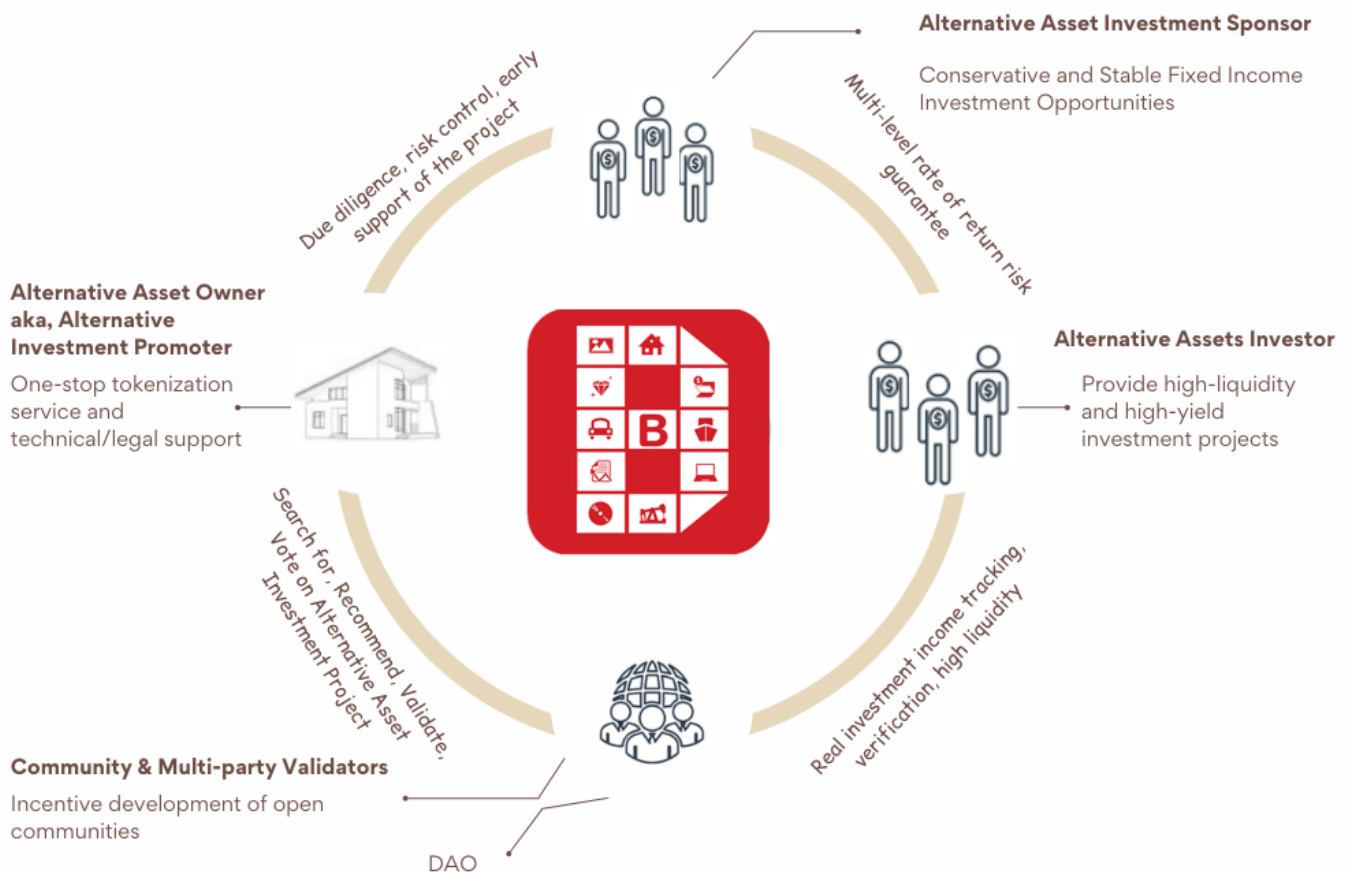 Alternative Asset Investment Sponsor
Conservative and Stable Fixed Income
Investment Opportunities
Due diligence, risk control, early
support of the project
Multi-level rate of return risk
guarantee
Alternative Asset Owner
aka, Alternative
Investment Promoter
One-stop tokenization
service and
technical/legal support
B
Alternative Assets Investor
Provide high-liquidity
and high-yield
investment projects
Search for, Recommend, Validate,
Vote on Alternative Asset
Investment Project
Real investment income tracking,
verification, high liquidity
Community & Multi-party Validators
Incentive development of open
communities
DAO